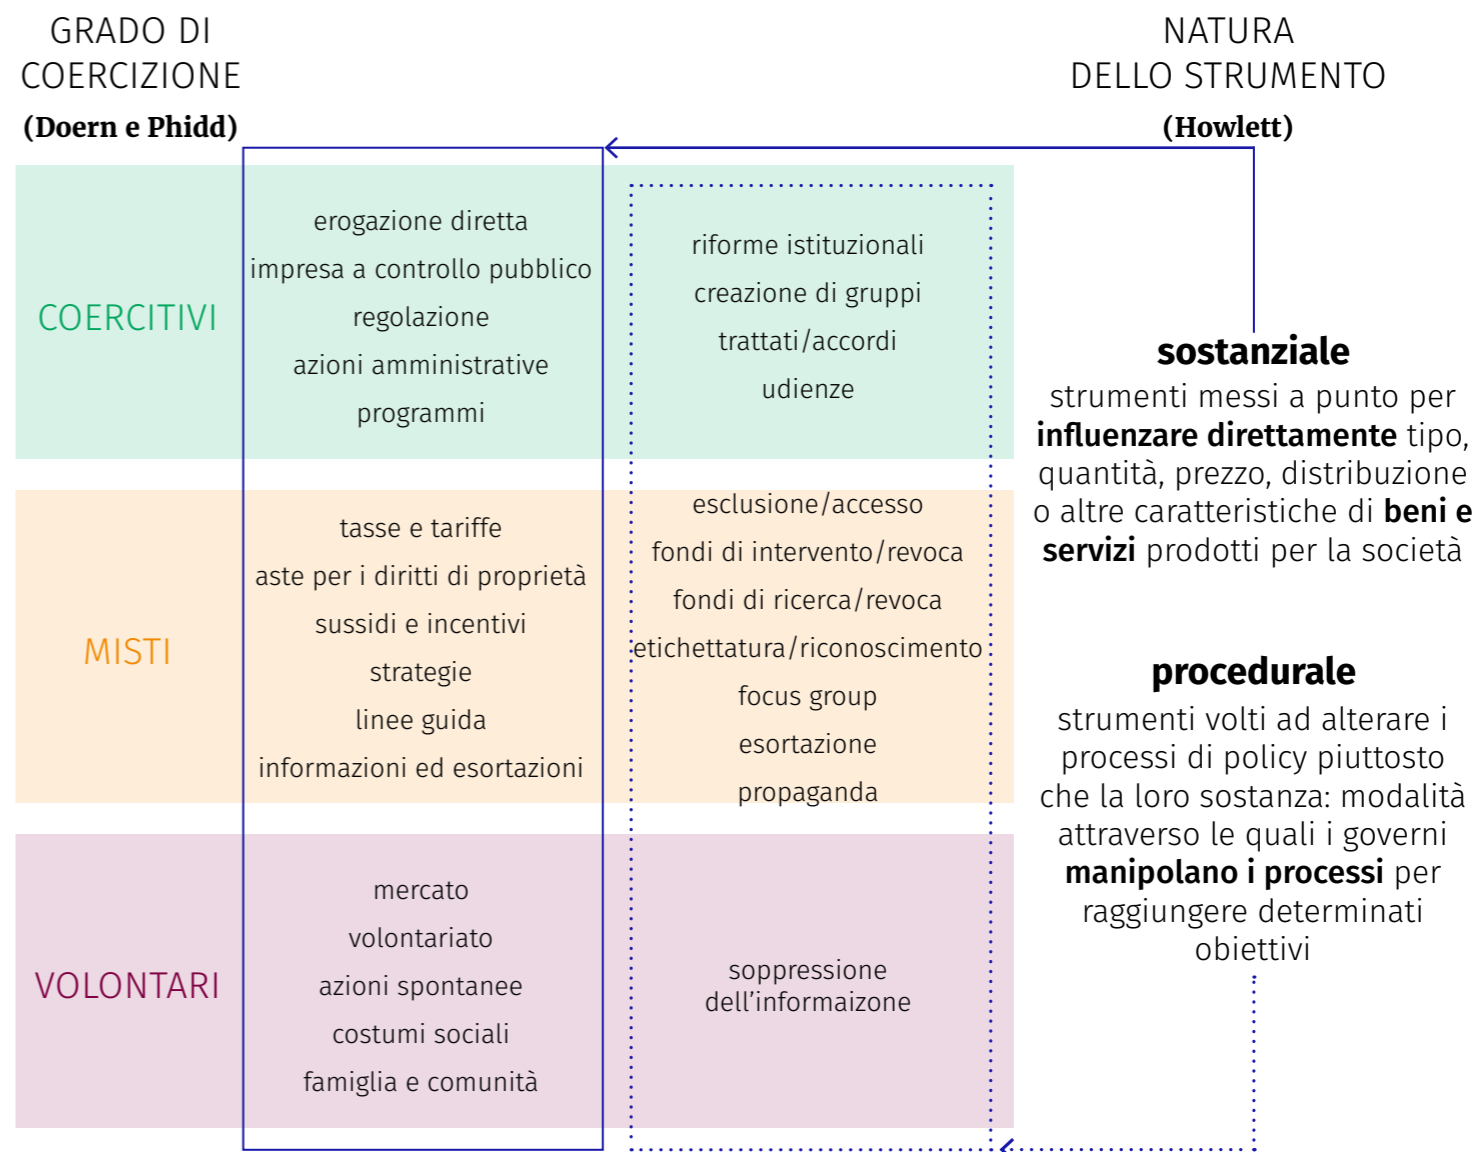 GRADO DI
COERCIZIONE
(Doern e Phidd)
NATURA
DELLO STRUMENTO
(Howlett)
COERCITIVI
erogazione diretta
impresa a controllo pubblico
regolazione
azioni amministrative
programmi
riforme istituzionali
creazione di gruppi
trattati/accordi
udienze
MISTI
tasse e tariffe
aste per i diritti di proprietà
sussidi e incentivi
strategie
linee guida
informazioni ed esortazioni
esclusione/accesso
fondi di intervento/revoca
fondi di ricerca/revoca
etichettatura/riconoscimento
focus group
esortazione
propaganda
VOLONTARI
mercato
volontariato
azioni spontanee
costumi sociali
famiglia e comunità
soppressione
dell'informaizone
sostanziale
strumenti messi a punto per
influenzare direttamente tipo,
quantità, prezzo, distribuzione
o altre caratteristiche di beni e
servizi prodotti per la società
procedurale
strumenti volti ad alterare i
processi di policy piuttosto
che la loro sostanza: modalità
attraverso le quali i governi
manipolano i processi per
raggiungere determinati
obiettivi